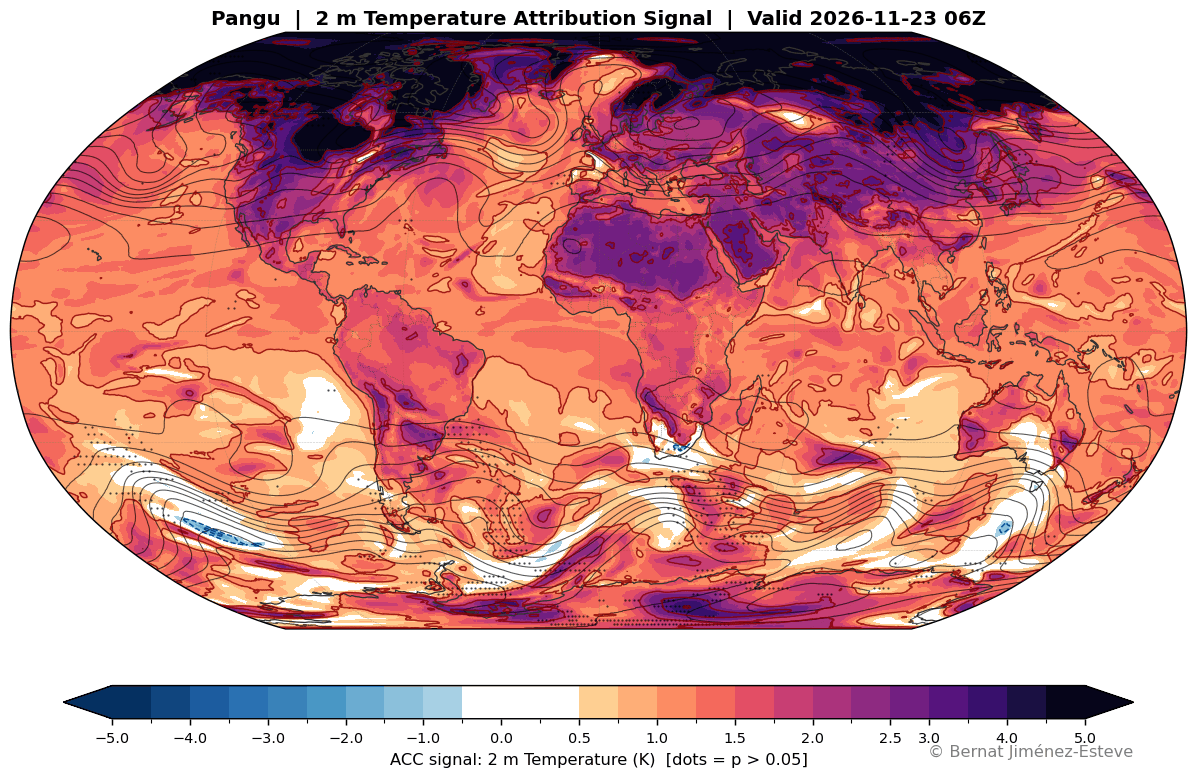 Pangu | 2 m Temperature Attribution Signal | Valid 2026-11-23 06Z
−5.0 −4.0 −3.0 −2.0 −1.0 0.0 0.5 1.0 1.5 2.0 2.5 3.0 4.0 5.0
ACC signal: 2 m Temperature (K) [dots = p > 0.05]
© Bernat Jiménez-Esteve